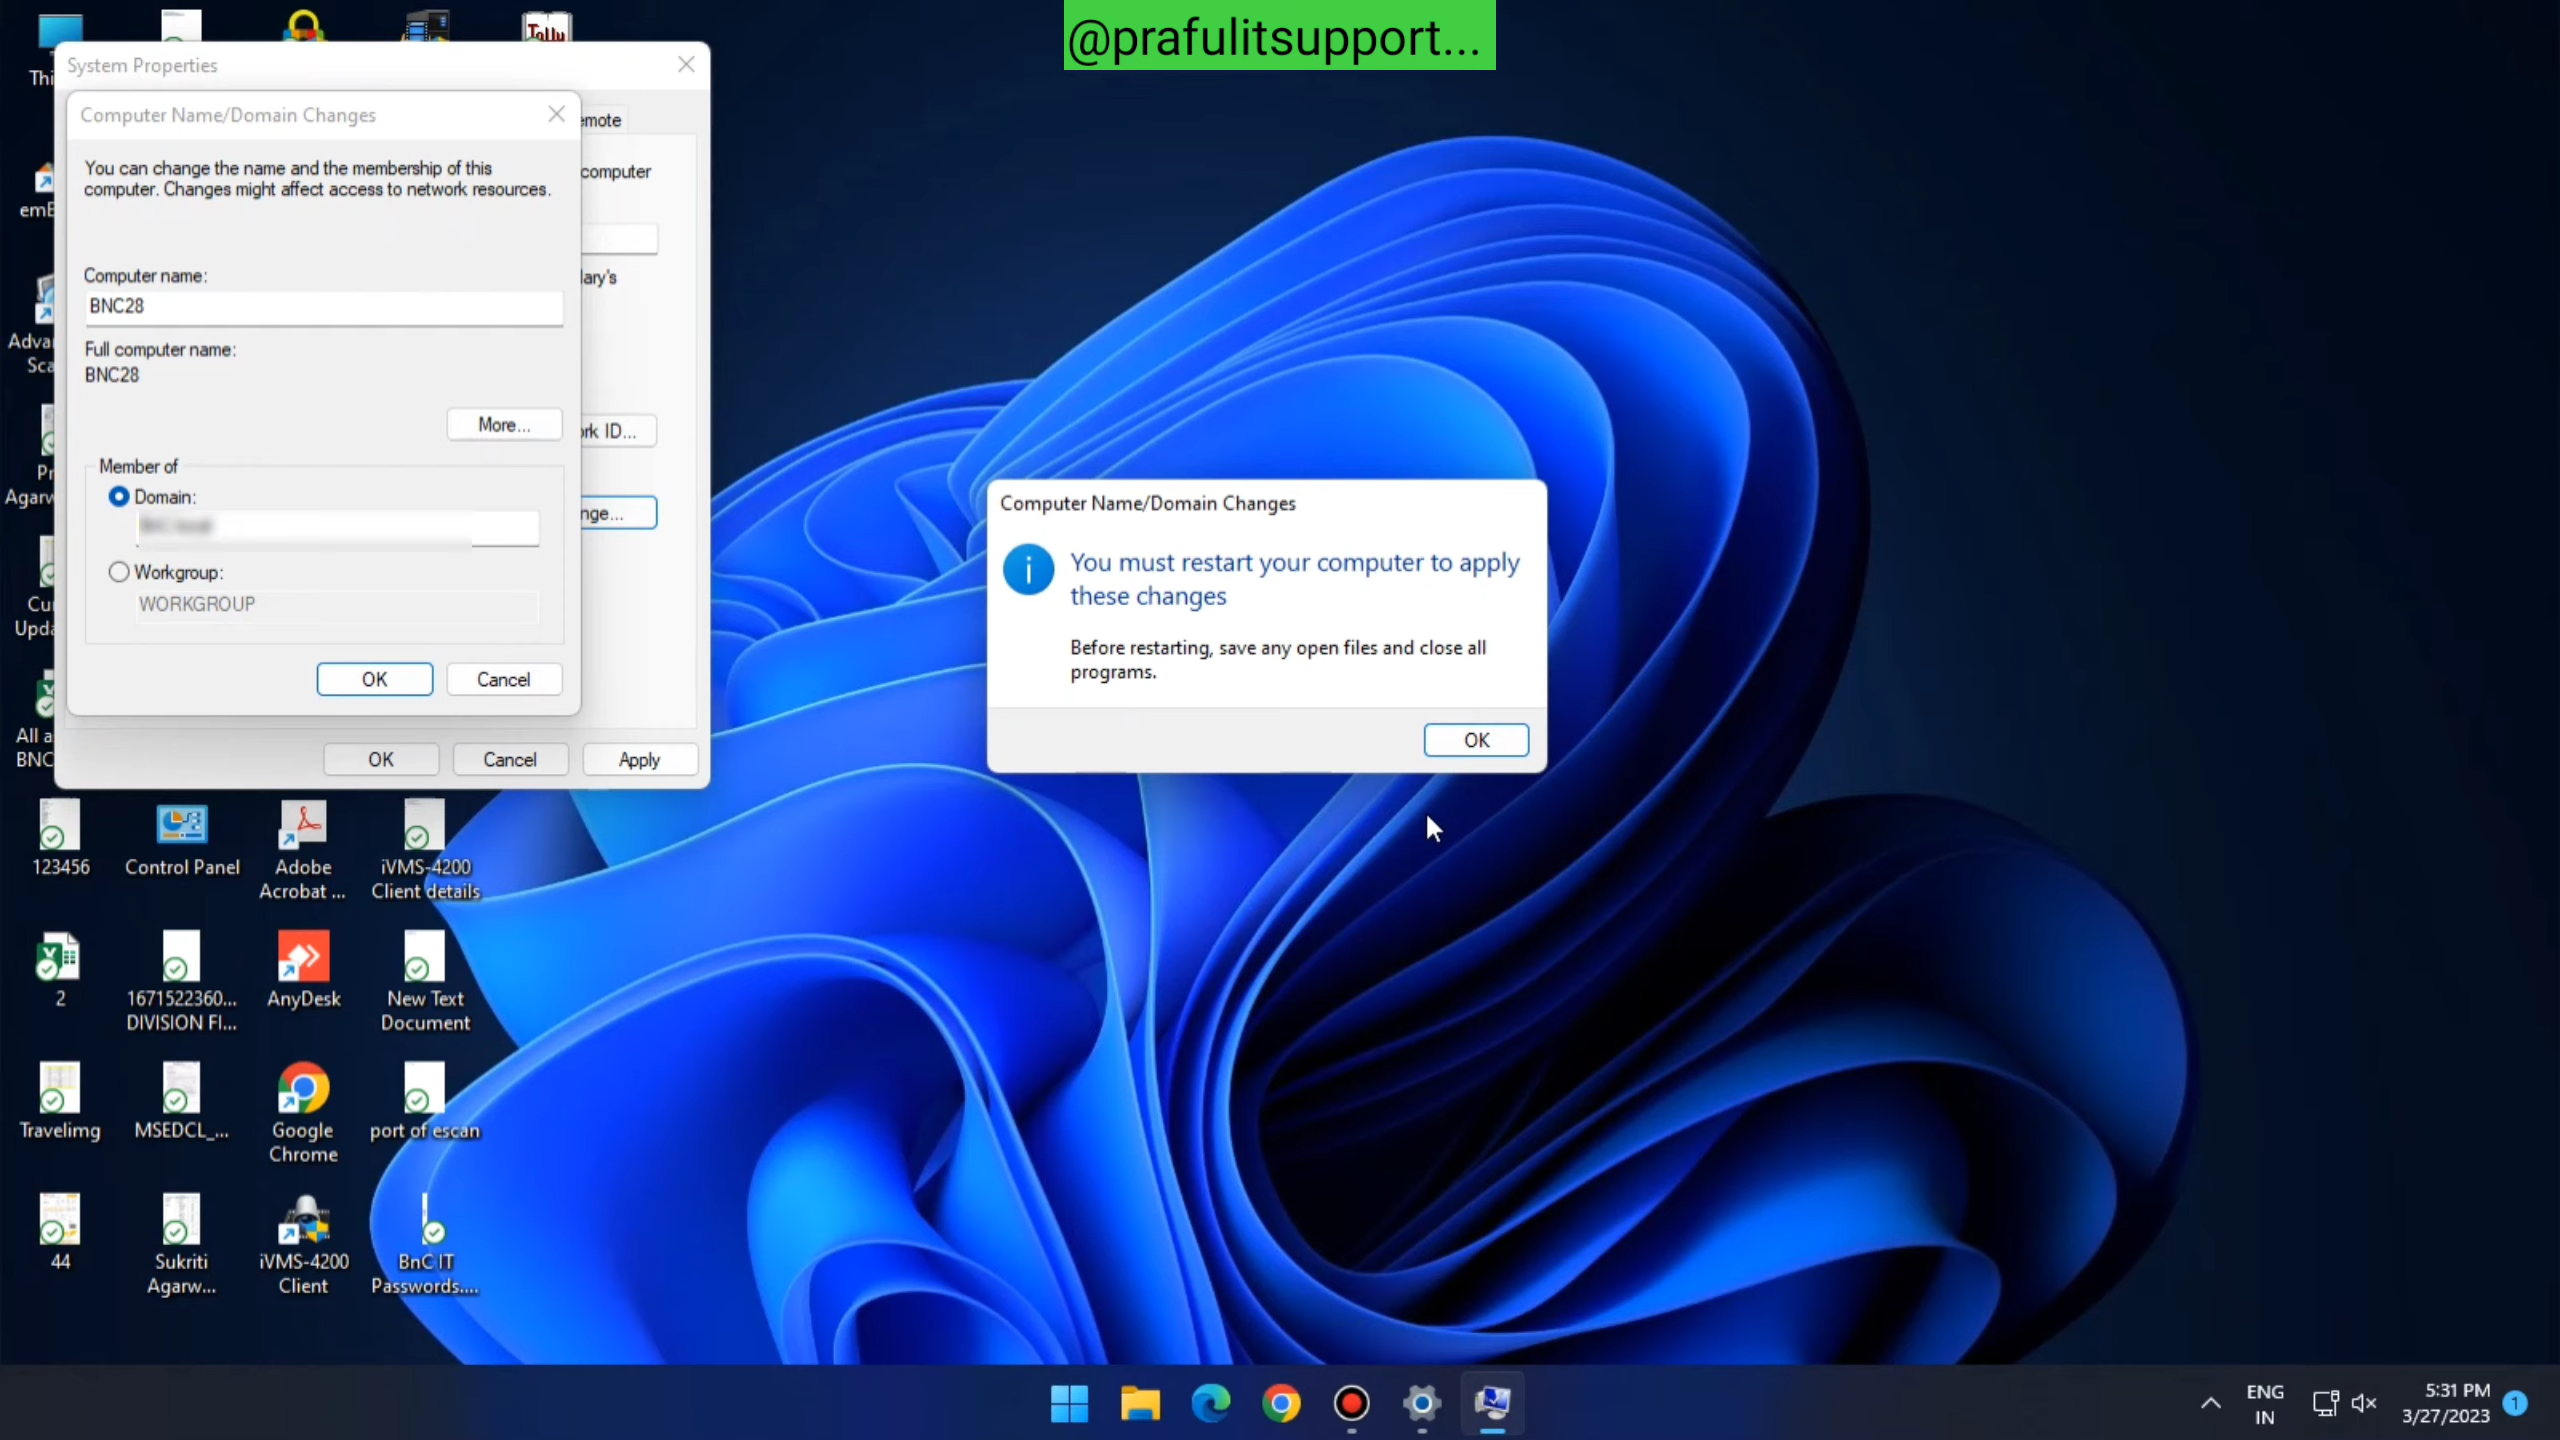 @prafulitsupport...
System Properties
Computer Name/Domain Changes
You can change the name and the membership of this
computer. Changes might affect access to network resources.
Computer name:
BNC28
Full computer name:
BNC28
More...
Member of
Domain:
Workgroup:
WORKGROUP
OK
Cancel
emote
computer
lary's
rk ID...
nge...
OK
Cancel
Apply
Computer Name/Domain Changes
You must restart your computer to apply
these changes
Before restarting, save any open files and close all
programs.
OK
Tally
Thi
emE
Adva
Sca
Pr
Agarw
Cu
Upda
All a
BNC
123456
Control Panel
Adobe
Acrobat ...
iVMS-4200
Client details
2
1671522360...
DIVISION FI...
AnyDesk
New Text
Document
Travelimg
MSEDCL_...
Google
Chrome
port of escan
44
Sukriti
Agarw...
iVMS-4200
Client
BnC IT
Passwords....
ENG
IN
5:31 PM
3/27/2023
1